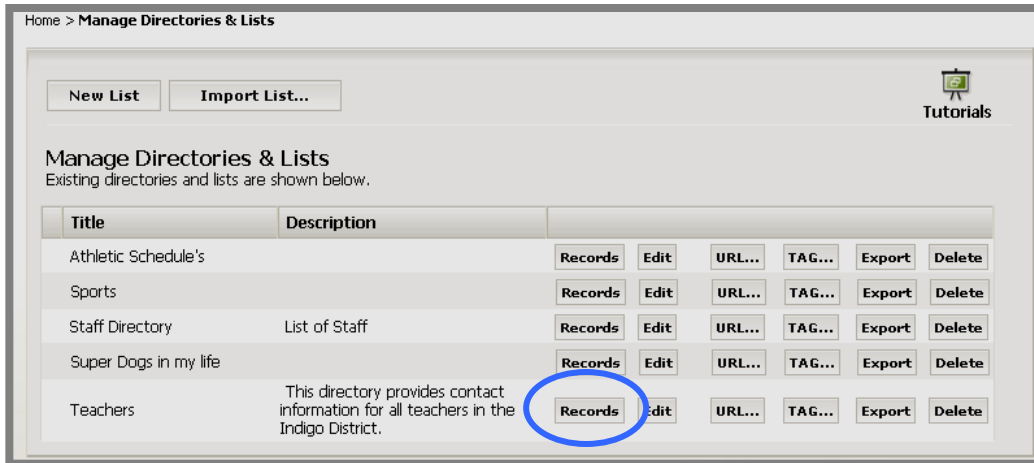 Home > Manage Directories & Lists
New List Import List...
Tutorials
Manage Directories & Lists
Existing directories and lists are shown below.
Title Description
Athletic Schedule's Records Edit URL... TAG... Export Delete
Sports Records Edit URL... TAG... Export Delete
Staff Directory List of Staff Records Edit URL... TAG... Export Delete
Super Dogs in my life Records Edit URL... TAG... Export Delete
This directory provides contact
Teachers information for all teachers in the Records Edit URL... TAG... Export Delete
Indigo District.